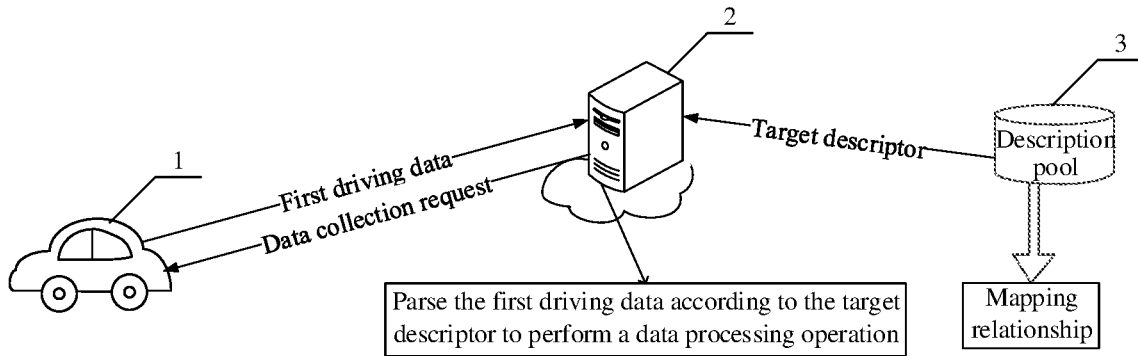 2
3
1
First driving data
Data collection request
Target descriptor
Description
pool
Parse the first driving data according to the target
descriptor to perform a data processing operation
Mapping
relationship